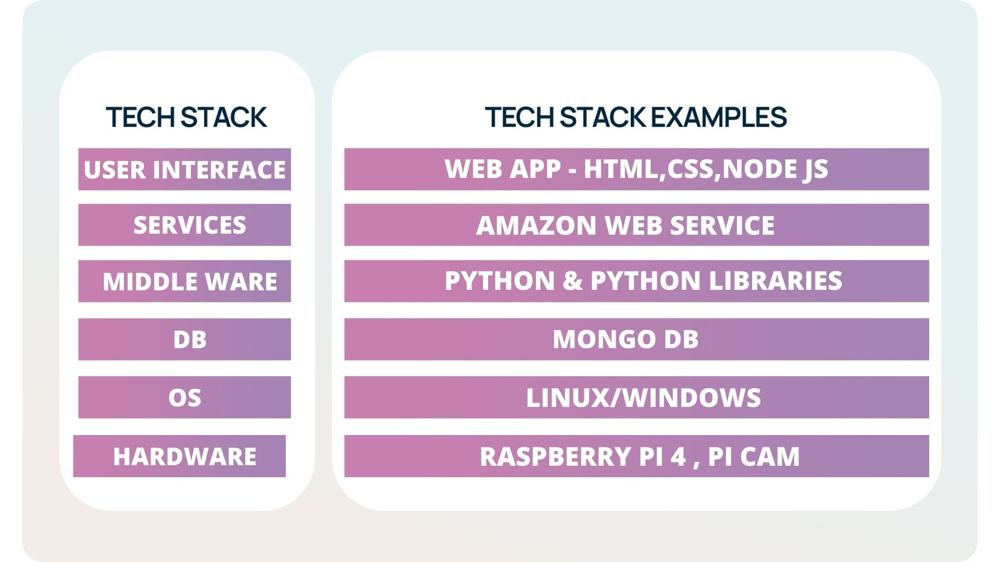 TECH STACK
USER INTERFACE
SERVICES
MIDDLE WARE
DB
OS
HARDWARE
TECH STACK EXAMPLES
WEB APP - HTML,CSS,NODE JS
AMAZON WEB SERVICE
PYTHON & PYTHON LIBRARIES
MONGO DB
LINUX/WINDOWS
RASPBERRY PI 4 , PI CAM